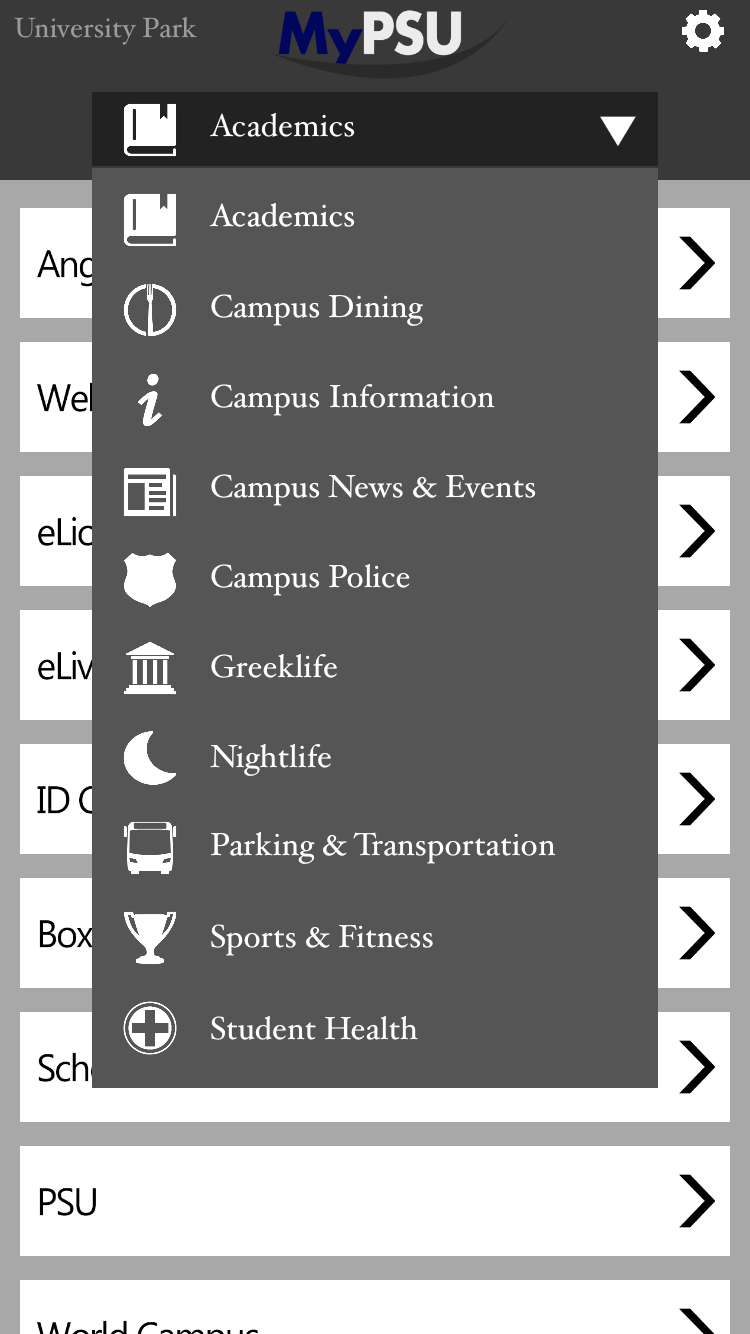 University Park
MyPSU
Academics
Academics
Campus Dining
Campus Information
Campus News & Events
Campus Police
Greeklife
Nightlife
Parking & Transportation
Sports & Fitness
Student Health
Ang
Wel
eLio
eLiv
ID C
Box
Sch
PSU
World Campus